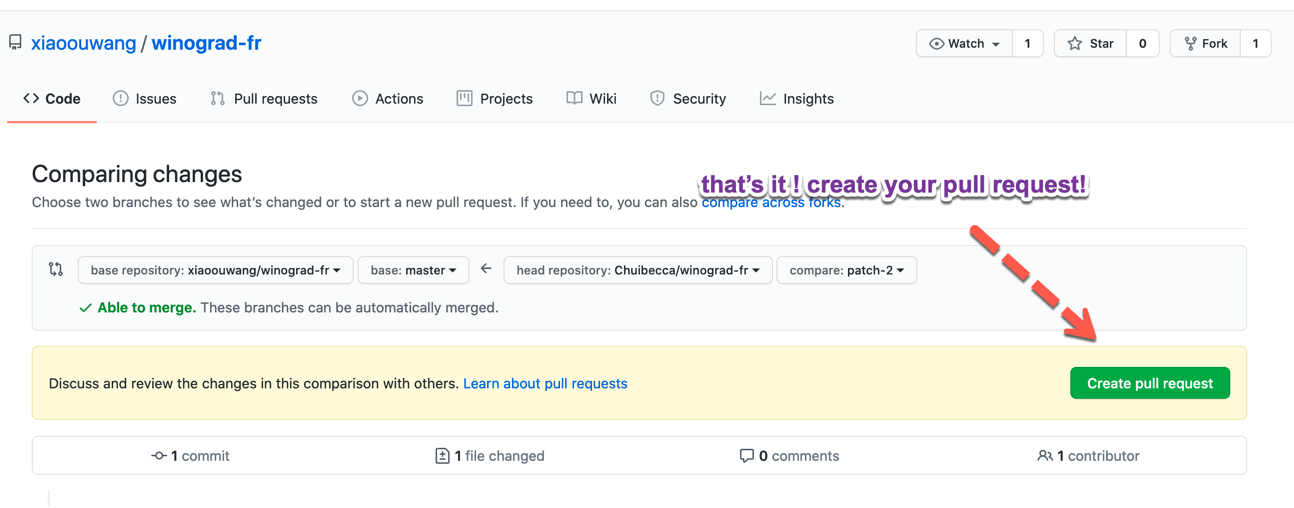 xiaoouwang / winograd-fr
Watch 1 Star 0 Fork 1
Code Issues Pull requests Actions Projects Wiki Security Insights
Comparing changes
that's it ! create your pull request!
Choose two branches to see what's changed or to start a new pull request. If you need to, you can also compare across forks.
base repository: xiaoouwang/winograd-fr base: master head repository: Chuibecca/winograd-fr compare: patch-2
Able to merge. These branches can be automatically merged.
Discuss and review the changes in this comparison with others. Learn about pull requests Create pull request
1 commit 1 file changed 0 comments 1 contributor